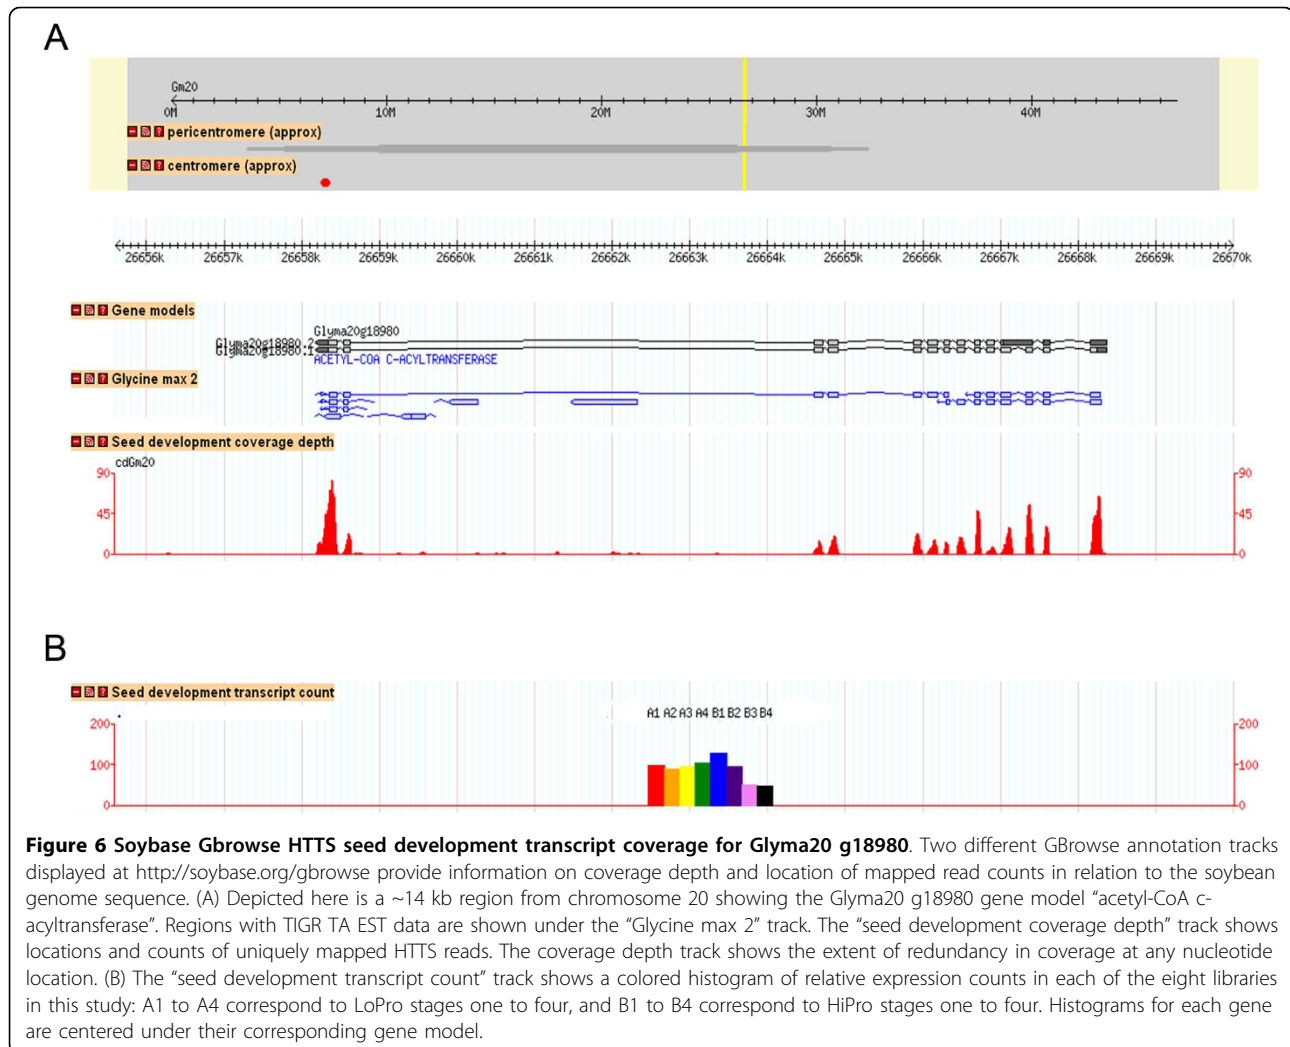 A
Gm20
0M 10M 20M 30M 40M
pericentromere (approx)
centromere (approx)
26656k 26657k 26658k 26659k 26660k 26661k 26662k 26663k 26664k 26665k 26666k 26667k 26668k 26669k 26670k
Gene models
Glyma20g18980
Glyma20g18980.2
Glyma20g18980.1
ACETYL-COA C-ACYLTRANSFERASE
Glycine max 2
Seed development coverage depth
cdGm20
90 90
45 45
0 0
B
Seed development transcript count
A1 A2 A3 A4 B1 B2 B3 B4
200 200
100 100
0 0
Figure 6 Soybase Gbrowse HTTS seed development transcript coverage for Glyma20 g18980. Two different GBrowse annotation tracks
displayed at http://soybase.org/gbrowse provide information on coverage depth and location of mapped read counts in relation to the soybean
genome sequence. (A) Depicted here is a ~14 kb region from chromosome 20 showing the Glyma20 g18980 gene model “acetyl-CoA c-
acyltransferase”. Regions with TIGR TA EST data are shown under the “Glycine max 2” track. The “seed development coverage depth” track shows
locations and counts of uniquely mapped HTTS reads. The coverage depth track shows the extent of redundancy in coverage at any nucleotide
location. (B) The “seed development transcript count” track shows a colored histogram of relative expression counts in each of the eight libraries
in this study: A1 to A4 correspond to LoPro stages one to four, and B1 to B4 correspond to HiPro stages one to four. Histograms for each gene
are centered under their corresponding gene model.